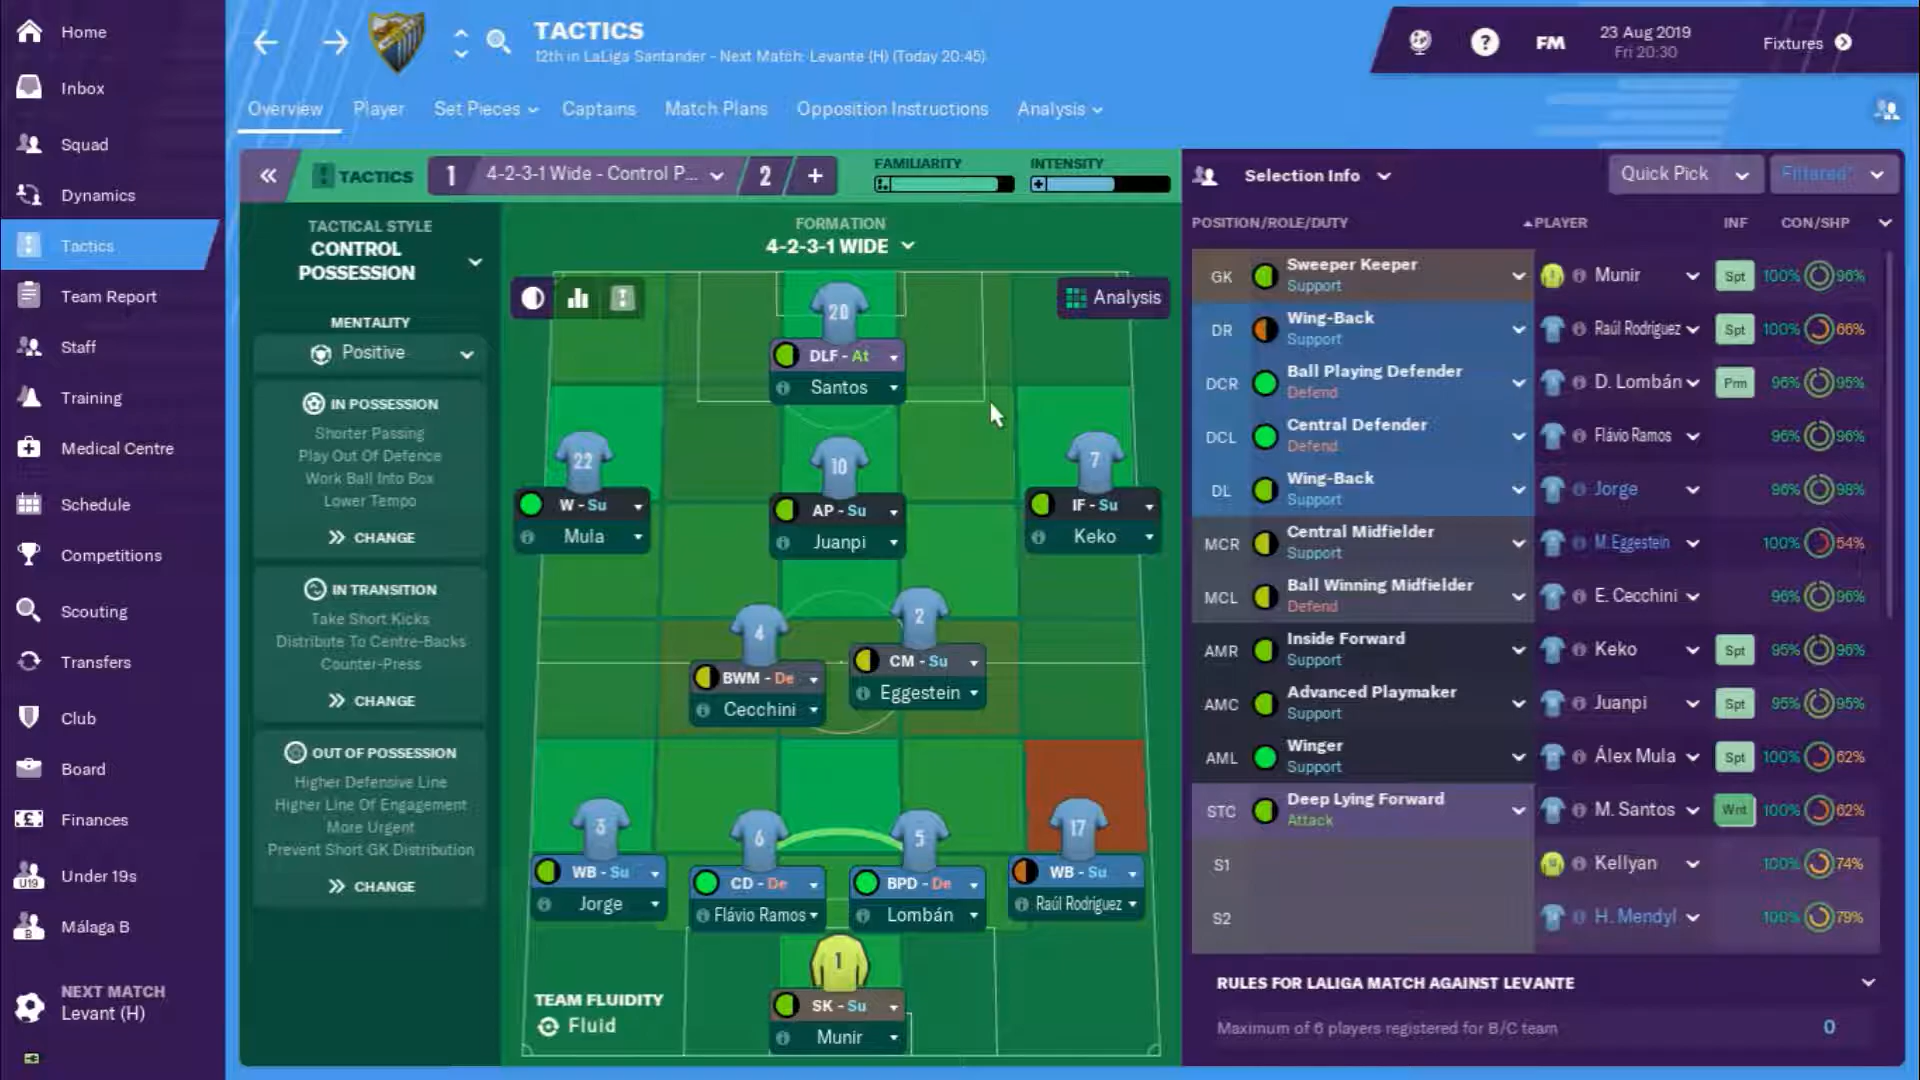 Home
Inbox
Squad
Dynamics
Tactics
Team Report
Staff
Training
Medical Centre
Schedule
Competitions
Scouting
Transfers
Club
Board
Finances
U19
Under 19s
B
Málaga B
NEXT MATCH
Levant (H)
TACTICS
12th in LaLiga Santander - Next Match: Levante (H) (Today 20:45)
? FM
23 Aug 2019
Fri 20:30
Fixtures
Overview Player Set Pieces Captains Match Plans Opposition Instructions Analysis
TACTICS 1 4-2-3-1 Wide - Control P... 2 +
FAMILIARITY
INTENSITY
TACTICAL STYLE
CONTROL
POSSESSION
MENTALITY
Positive
IN POSSESSION
Shorter Passing
Play Out Of Defence
Work Ball Into Box
Lower Tempo
CHANGE
IN TRANSITION
Take Short Kicks
Distribute To Centre-Backs
Counter-Press
CHANGE
OUT OF POSSESSION
Higher Defensive Line
Higher Line Of Engagement
More Urgent
Prevent Short GK Distribution
CHANGE
FORMATION
4-2-3-1 WIDE
Analysis
20
DLF - At
Santos
22
W - Su
Mula
10
AP - Su
Juanpi
7
IF - Su
Keko
4
BWM - De
Cecchini
2
CM - Su
Eggestein
3
WB - Su
Jorge
6
CD - De
Flávio Ramos
5
BPD - De
Lombán
17
WB - Su
Raúl Rodríguez
1
SK - Su
Munir
TEAM FLUIDITY
Fluid
Selection Info
Quick Pick
Filtered*
POSITION/ROLE/DUTY PLAYER INF CON/SHP
GK Sweeper Keeper Support Munir Spt 100% 96%
DR Wing-Back Support Raúl Rodríguez Spt 100% 66%
DCR Ball Playing Defender Defend D. Lombán Prm 96% 95%
DCL Central Defender Defend Flávio Ramos 96% 96%
DL Wing-Back Support Jorge 96% 98%
MCR Central Midfielder Support M. Eggestein 100% 54%
MCL Ball Winning Midfielder Defend E. Cecchini 96% 96%
AMR Inside Forward Support Keko Spt 95% 96%
AMC Advanced Playmaker Support Juanpi Spt 95% 95%
AML Winger Support Álex Mula Spt 100% 62%
STC Deep Lying Forward Attack M. Santos Wnt 100% 62%
S1 Kellyan 100% 74%
S2 H. Mendyl 100% 79%
RULES FOR LALIGA MATCH AGAINST LEVANTE
Maximum of 6 players registered for B/C team 0